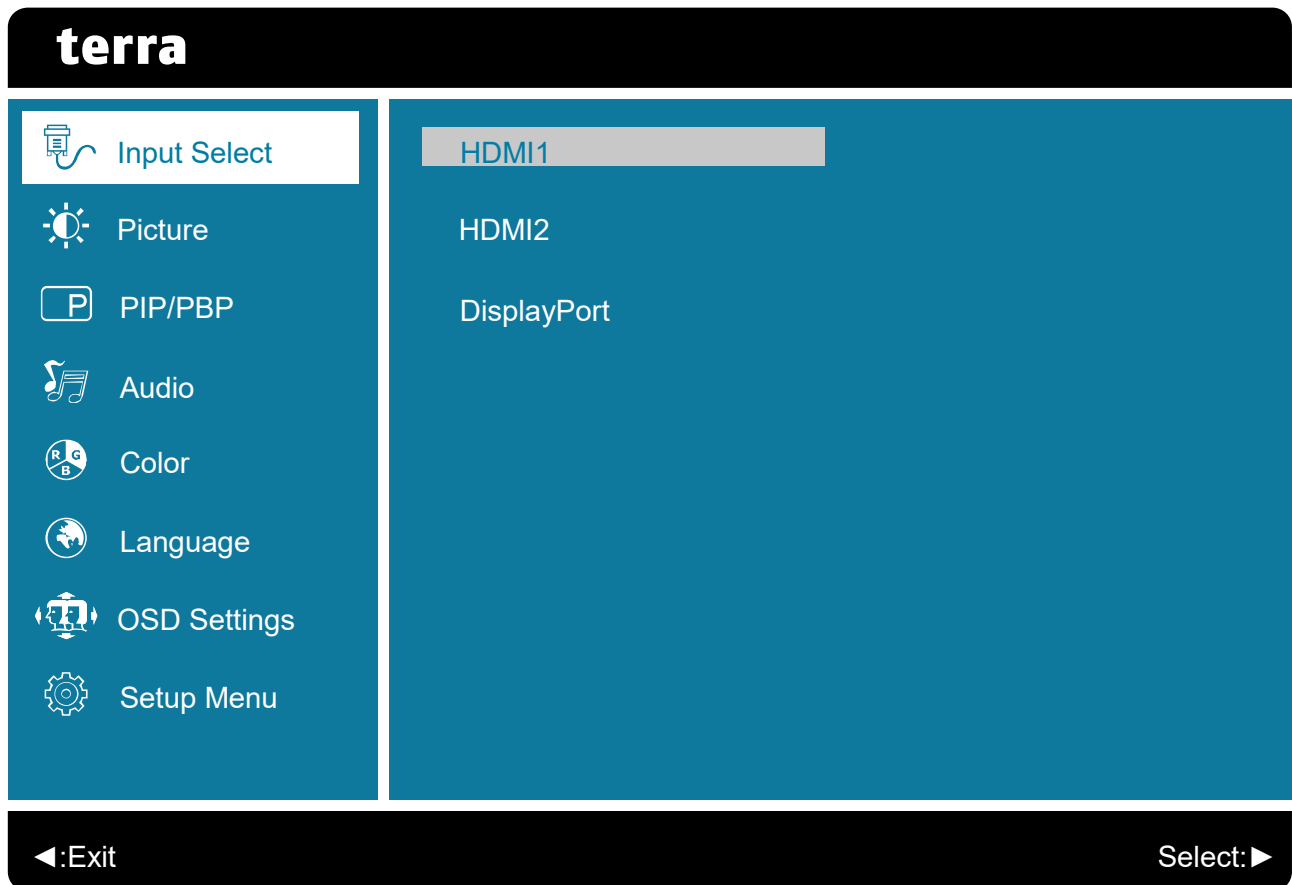 terra
Input Select
Picture
PIP/PBP
Audio
Color
Language
OSD Settings
Setup Menu
HDMI1
HDMI2
DisplayPort
◄:Exit
Select:►